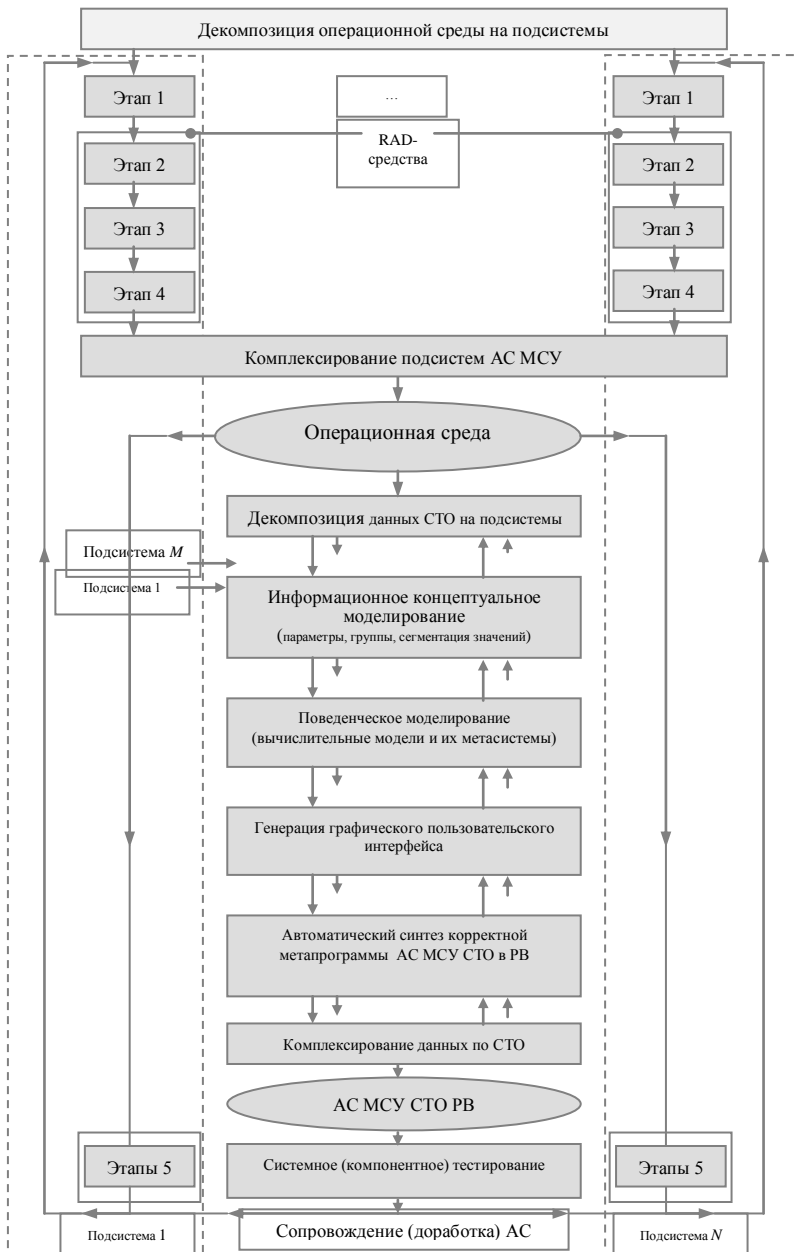 Декомпозиция операционной среды на подсистемы
Этап 1
...
Этап 1
RAD-
средства
Этап 2
Этап 2
Этап 3
Этап 3
Этап 4
Этап 4
Комплексирование подсистем АС МСУ
Операционная среда
Декомпозиция данных СТО на подсистемы
Подсистема M
Подсистема 1
Информационное концептуальное
моделирование
(параметры, группы, сегментация значений)
Поведенческое моделирование
(вычислительные модели и их метасистемы)
Генерация графического пользовательского
интерфейса
Автоматический синтез корректной
метапрограммы АС МСУ СТО в РВ
Комплексирование данных по СТО
АС МСУ СТО РВ
Этапы 5
Системное (компонентное) тестирование
Этапы 5
Подсистема 1
Сопровождение (доработка) АС
Подсистема N